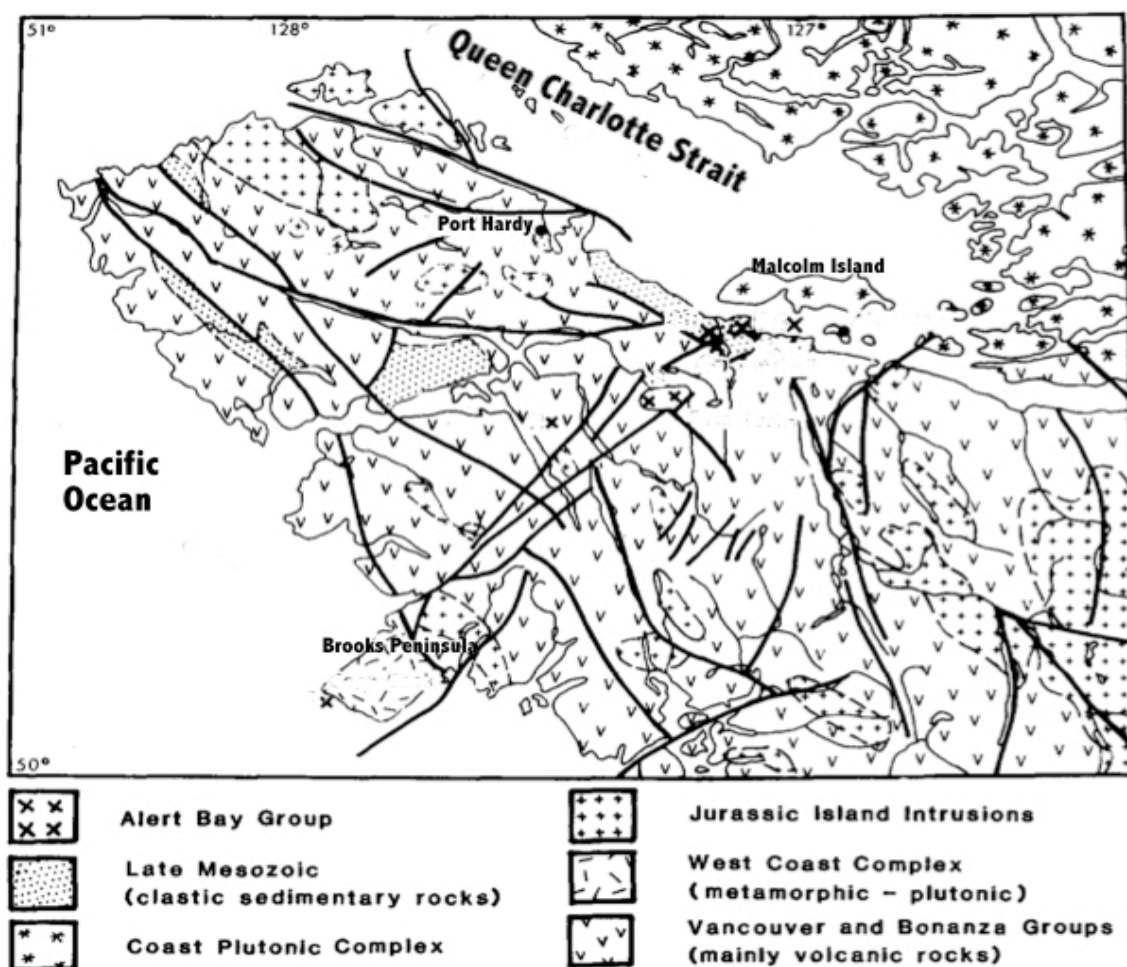 51°
128°
127°
Queen Charlotte Strait
Port Hardy
Malcolm Island
Pacific
Ocean
Brooks Peninsula
50°
Alert Bay Group
Late Mesozoic
(clastic sedimentary rocks)
Coast Plutonic Complex
Jurassic Island Intrusions
West Coast Complex
(metamorphic - plutonic)
Vancouver and Bonanza Groups
(mainly volcanic rocks)